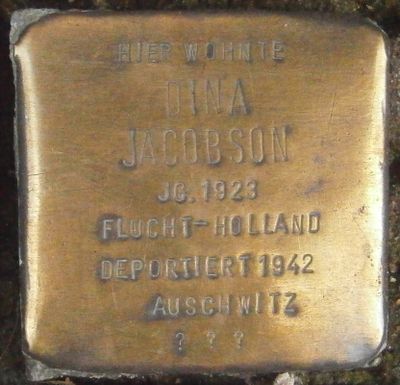 HIER WOHNTE
DINA
JACOBSON
JG. 1923
FLUCHT-HOLLAND
DEPORTIERT 1942
AUSCHWITZ
? ? ?